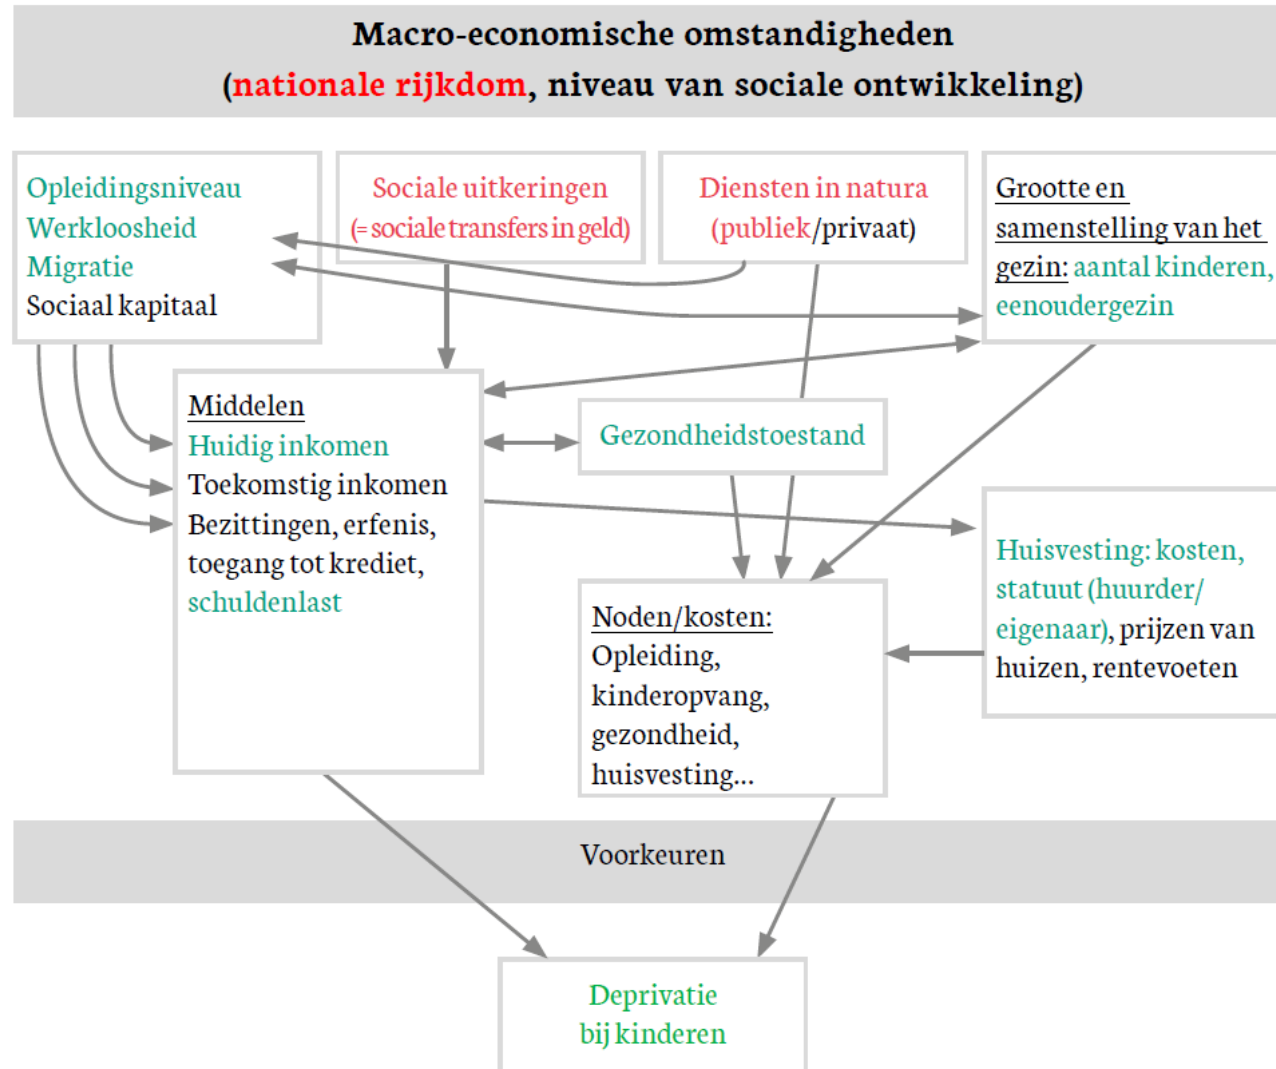 Macro-economische omstandigheden
(nationale rijkdom, niveau van sociale ontwikkeling)
Opleidingsniveau
Werkloosheid
Migratie
Sociaal kapitaal
Sociale uitkeringen
(= sociale transfers in geld)
Diensten in natura
(publiek/privaat)
Grootte en
samenstelling van het
gezin: aantal kinderen,
eenoudergezin
Middelen
Huidig inkomen
Toekomstig inkomen
Bezittingen, erfenis,
toegang tot krediet,
schuldenlast
Gezondheidstoestand
Huisvesting: kosten,
statuut (huurder/
eigenaar), prijzen van
huizen, rentevoeten
Noden/kosten:
Opleiding,
kinderopvang,
gezondheid,
huisvesting...
Voorkeuren
Deprivatie
bij kinderen